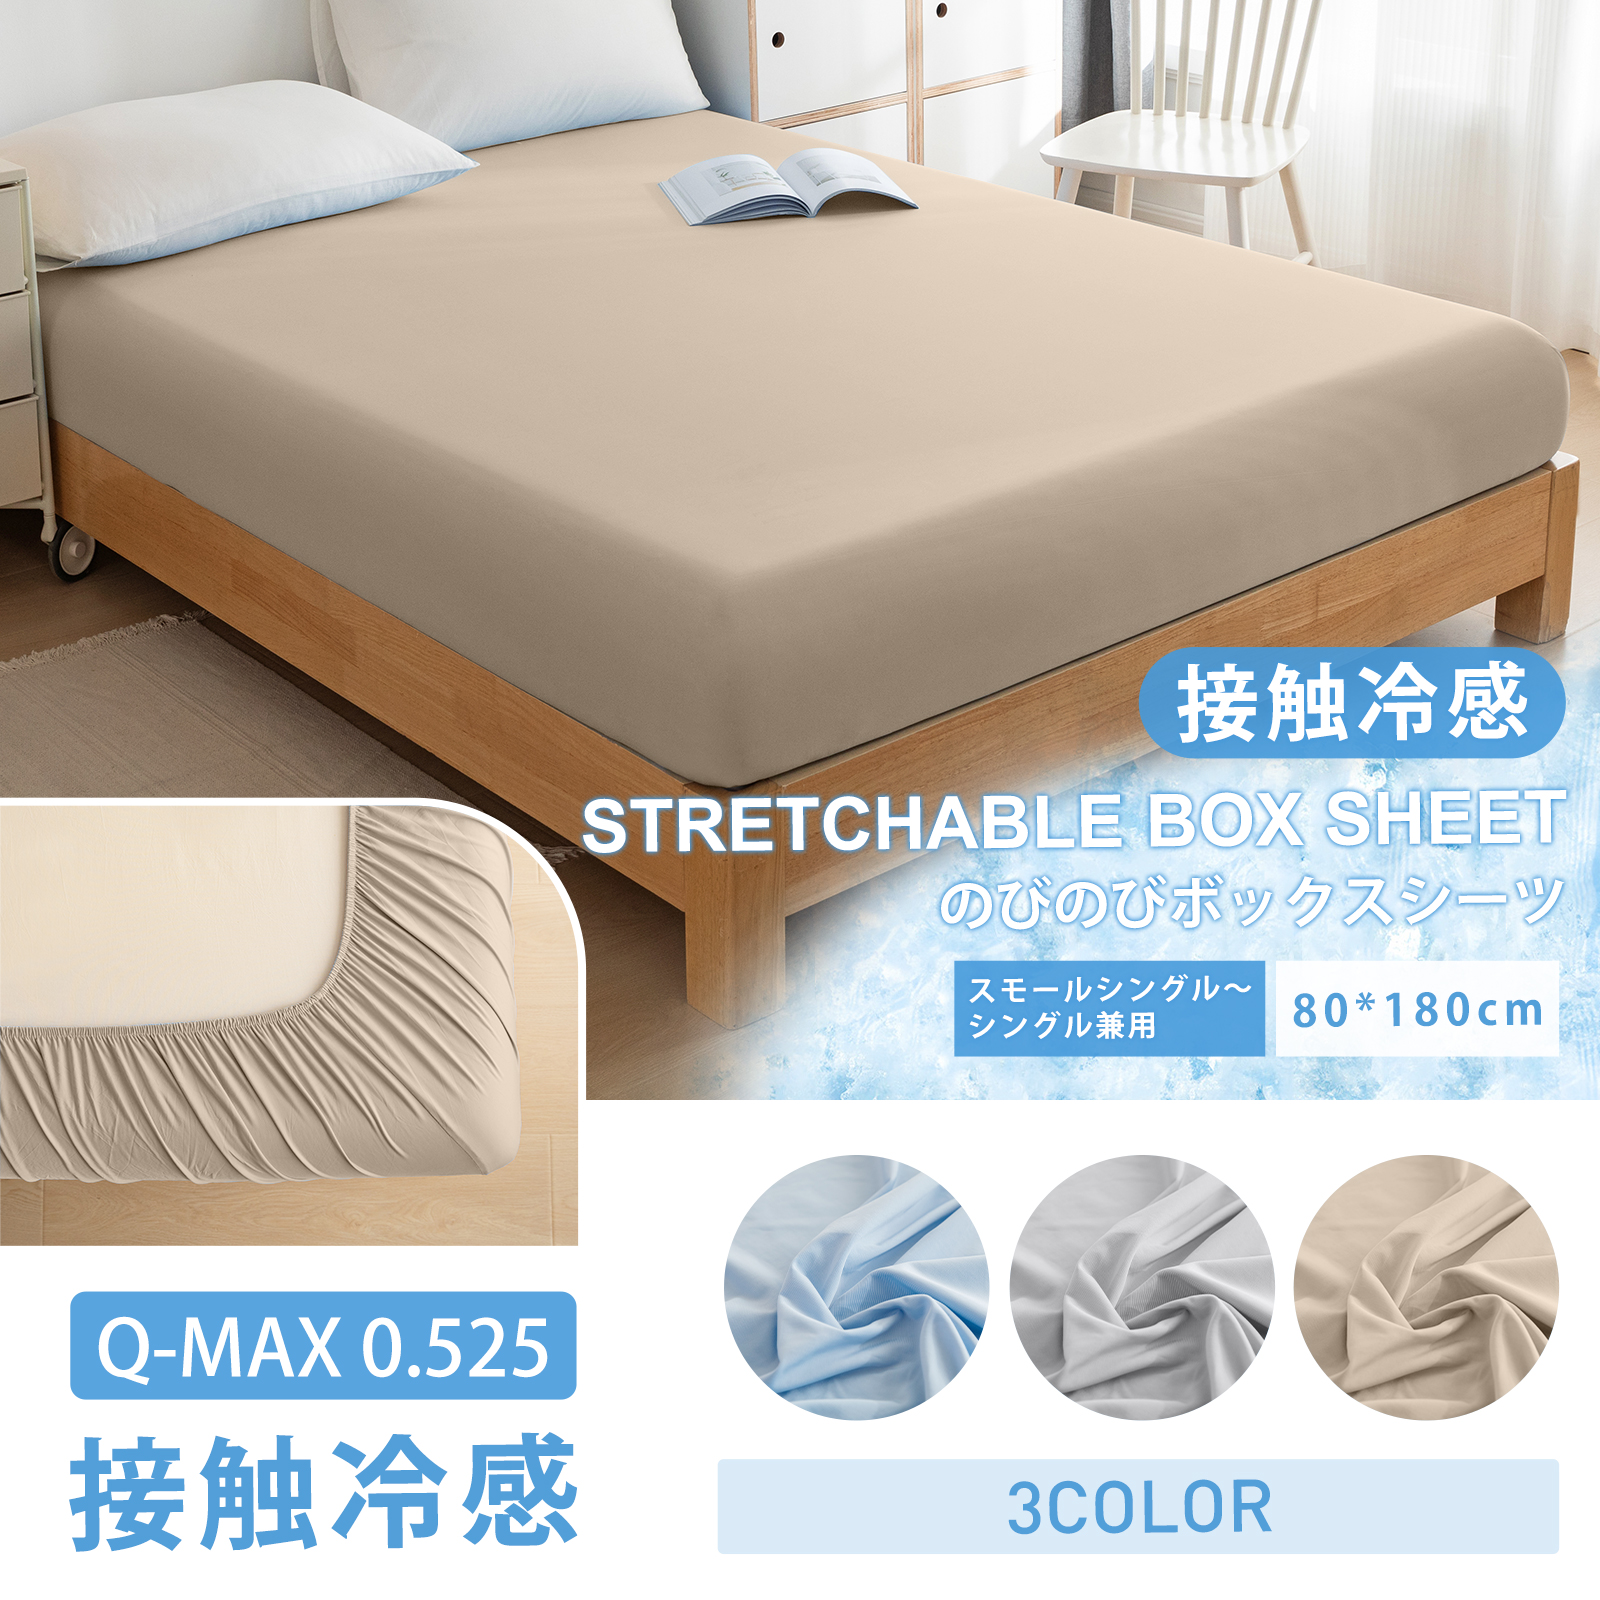 接触冷感
STRETCHABLE BOX SHEET
のびのびボックスシーツ
スモールシングル〜
シングル兼用
80*180cm
Q-MAX 0.525
接触冷感
3COLOR